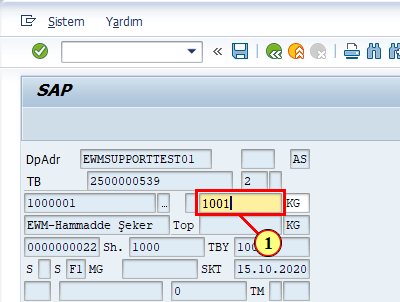 Sistem Yardım
SAP
DpAdr EWMSUPPORTTEST01 AS
TB 2500000539 2
1000001 ... 1001 KG
EWM-Hammadde Şeker Top KG
1
0000000022 Sh. 1000 TBY 100
S S F1 MG SKT 15.10.2020
0 TM